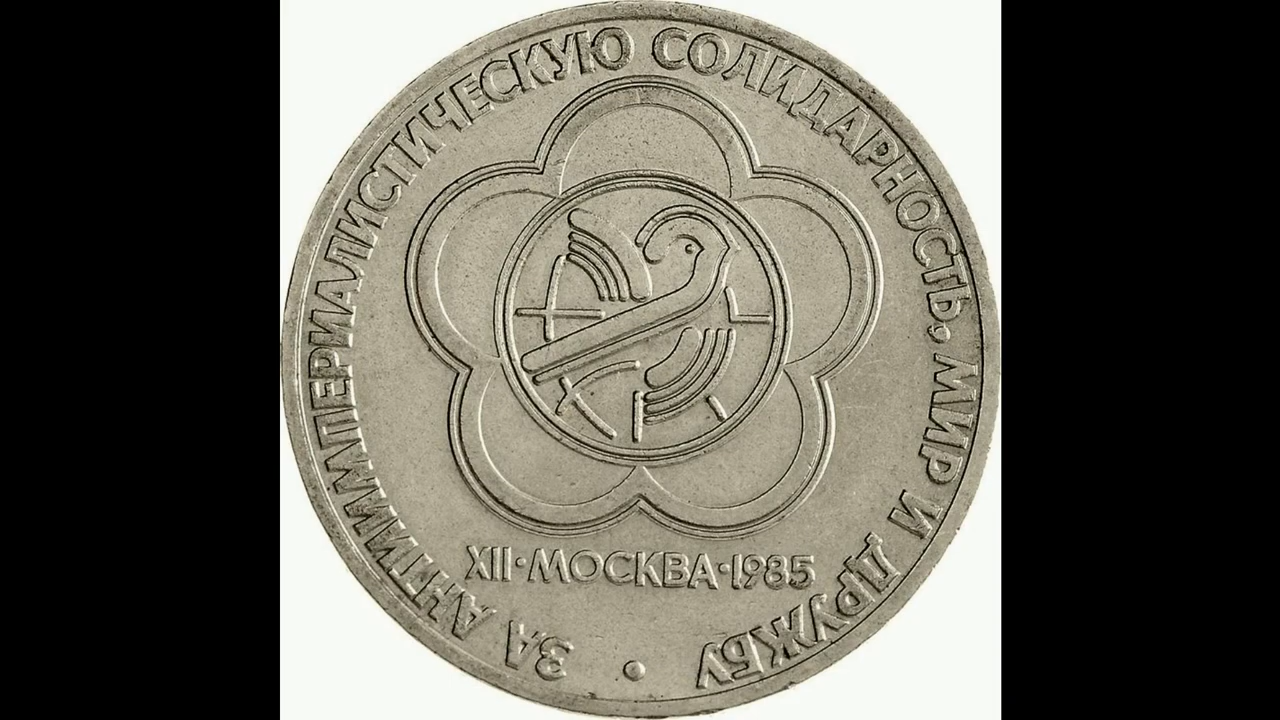 ЗА АНТИИМПЕРИАЛИСТИЧЕСКУЮ СОЛИДАРНОСТЬ, МИР И ДРУЖБУ •
XII·МОСКВА·1985